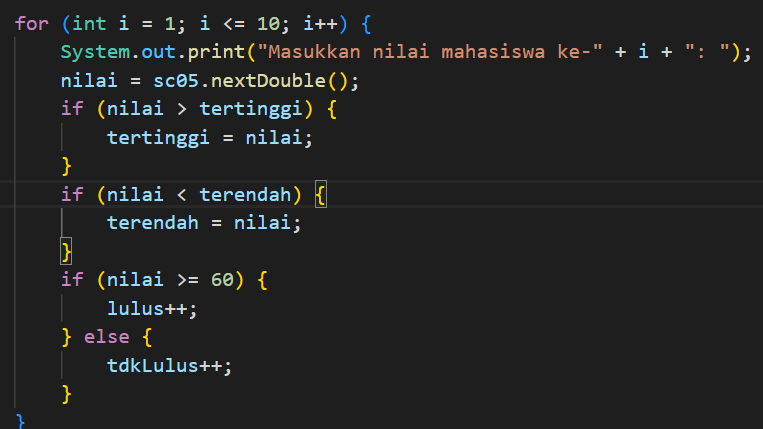 for (int i = 1; i <= 10; i++) {
System.out.print("Masukkan nilai mahasiswa ke-" + i + ": ");
nilai = sc05.nextDouble();
if (nilai > tertinggi) {
tertinggi = nilai;
}
if (nilai < terendah) {
terendah = nilai;
}
if (nilai >= 60) {
lulus++;
} else {
tdkLulus++;
}
}